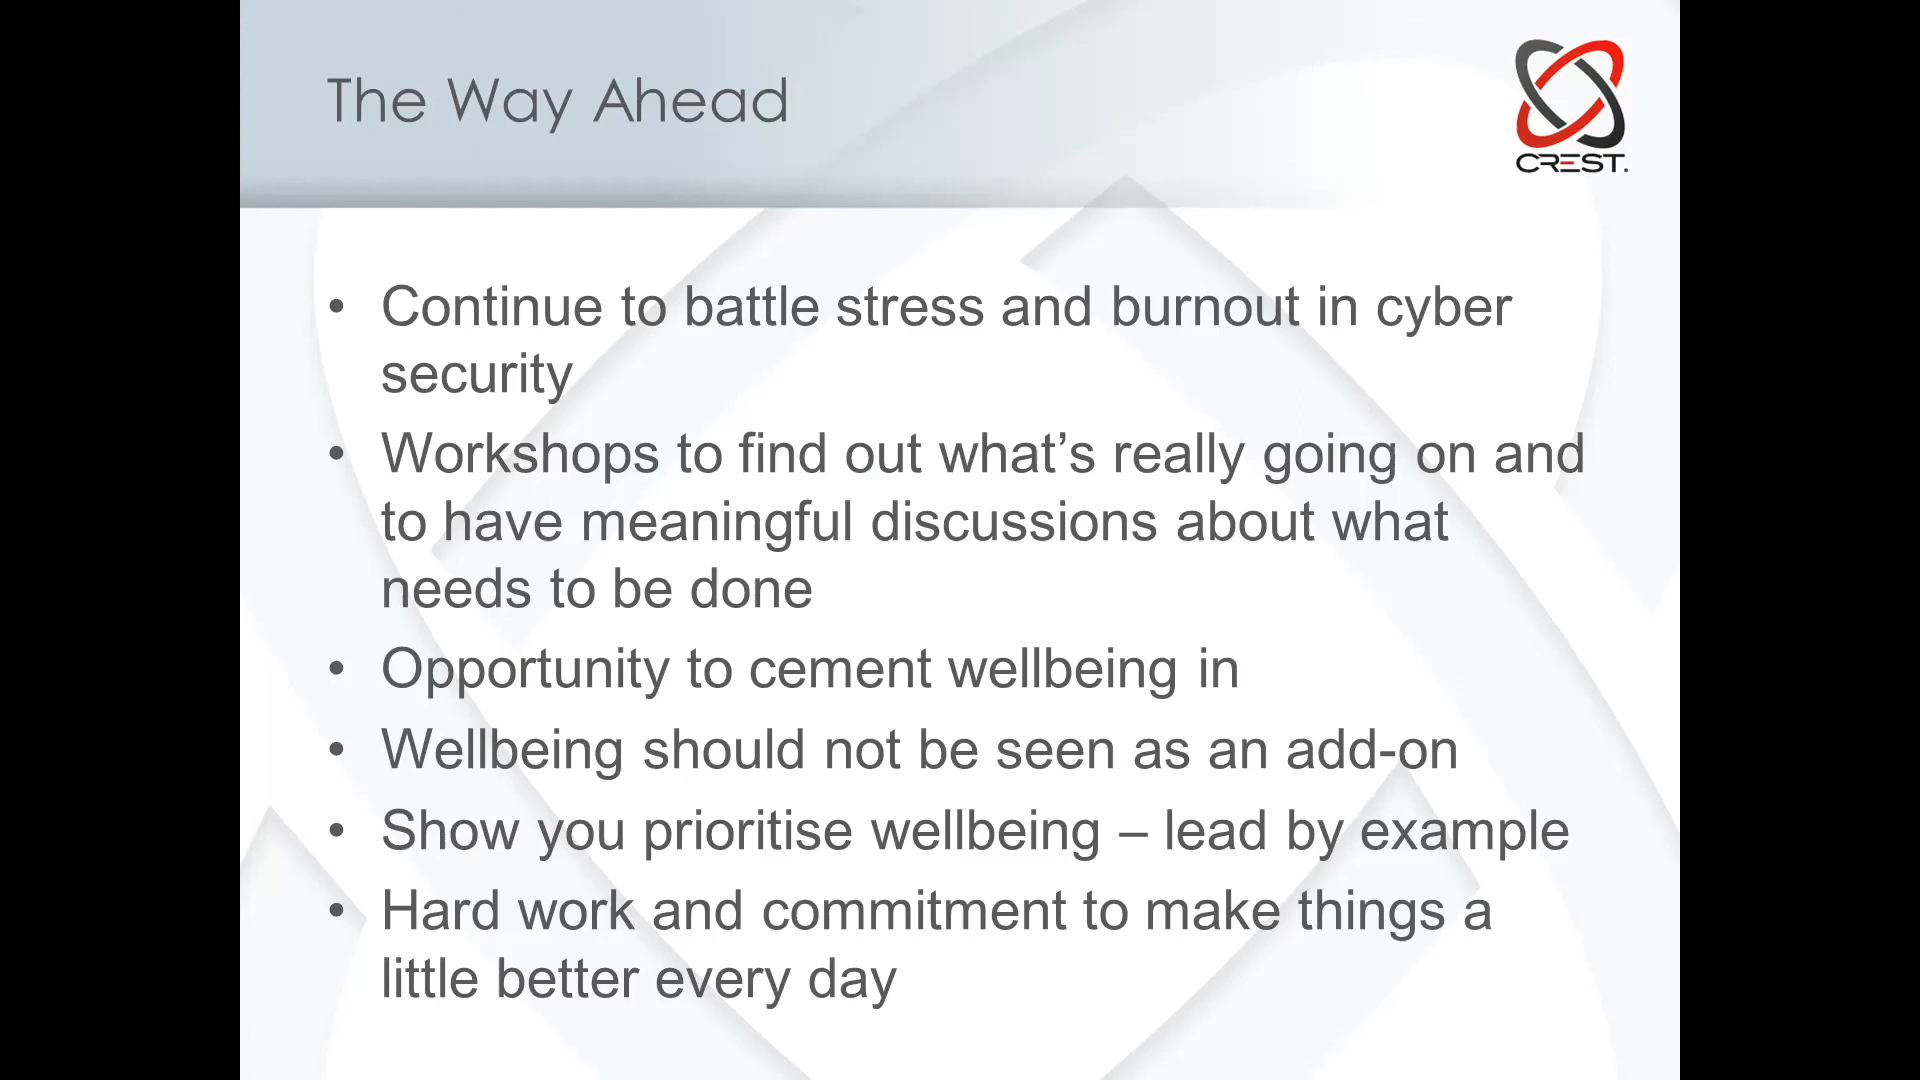 The Way Ahead
CREST.
• Continue to battle stress and burnout in cyber
security
• Workshops to find out what’s really going on and
to have meaningful discussions about what
needs to be done
• Opportunity to cement wellbeing in
• Wellbeing should not be seen as an add-on
• Show you prioritise wellbeing – lead by example
• Hard work and commitment to make things a
little better every day